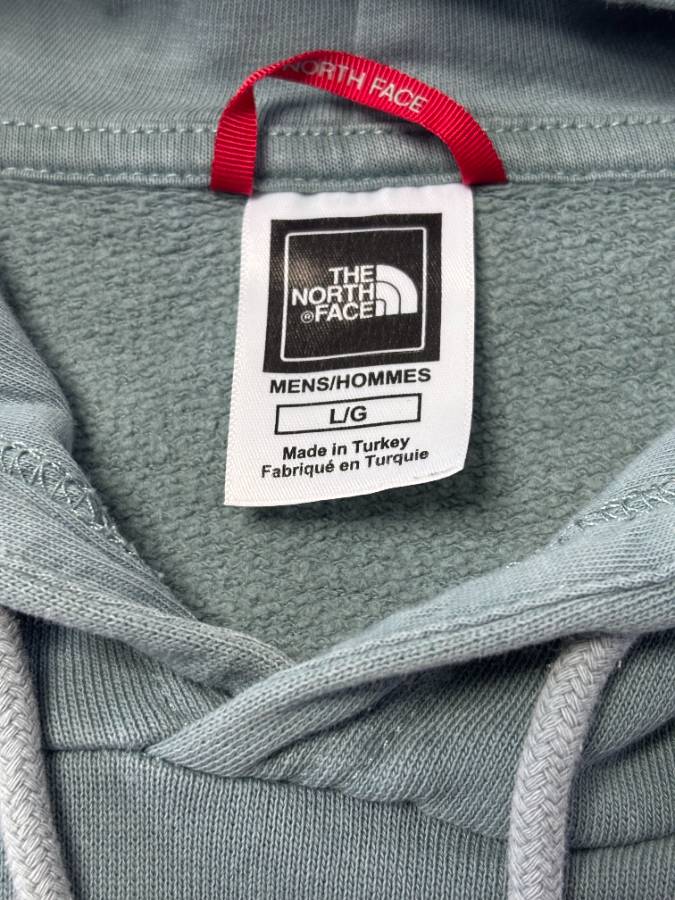 NORTH FACE
THE
NORTH
®FACE
MENS/HOMMES
L/G
Made in Turkey
Fabriqué en Turquie